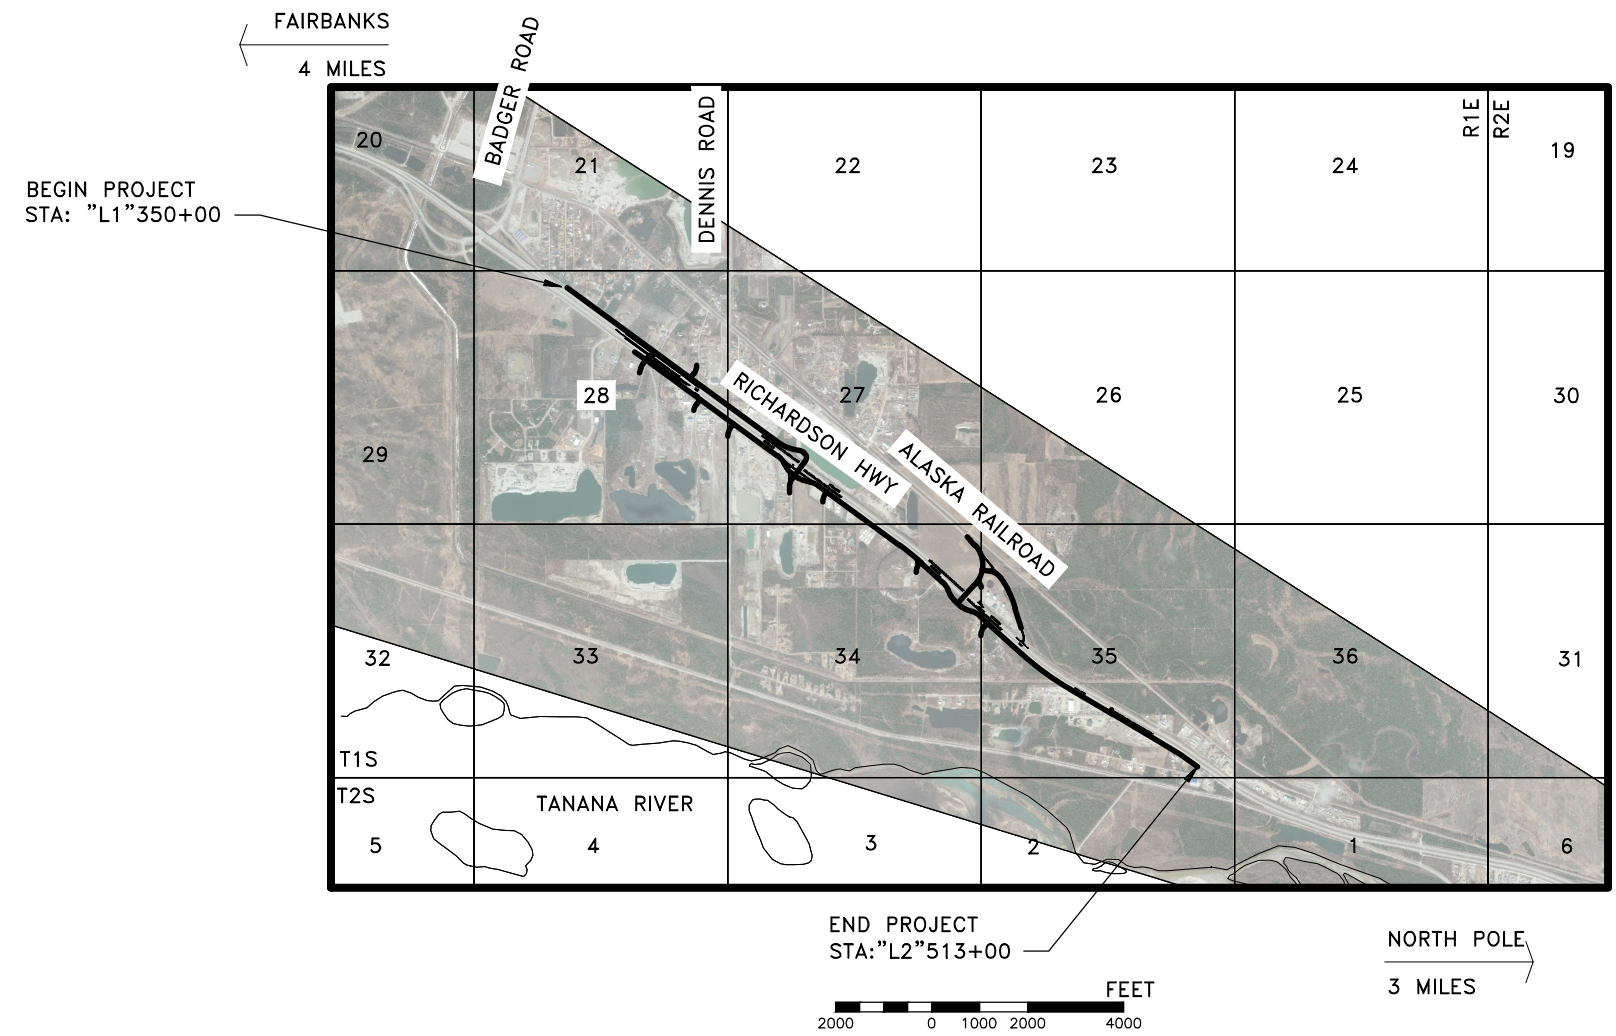 FAIRBANKS
4 MILES
BADGER ROAD
DENNIS ROAD
R1E
R2E
20
21
22
23
24
19
BEGIN PROJECT
STA: "L1"350+00
28
27
26
25
30
RICHARDSON HWY
29
ALASKA RAILROAD
32
33
34
35
36
31
T1S
T2S
TANANA RIVER
5
4
3
2
1
6
END PROJECT
STA:"L2"513+00
NORTH POLE
3 MILES
FEET
2000 0 1000 2000 4000